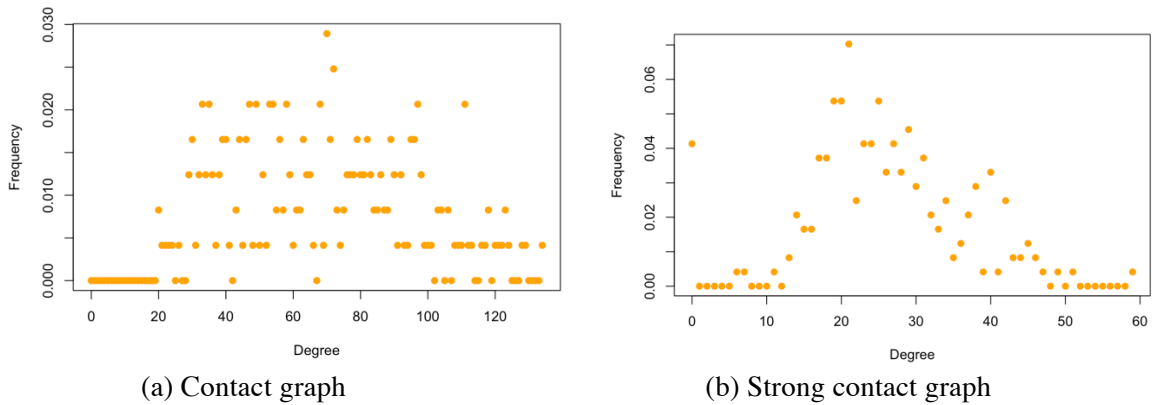 0.030
0.020
0.010
0.000
Frequency
0 20 40 60 80 100 120
Degree
(a) Contact graph
0.06
0.04
0.02
0.00
Frequency
0 10 20 30 40 50 60
Degree
(b) Strong contact graph